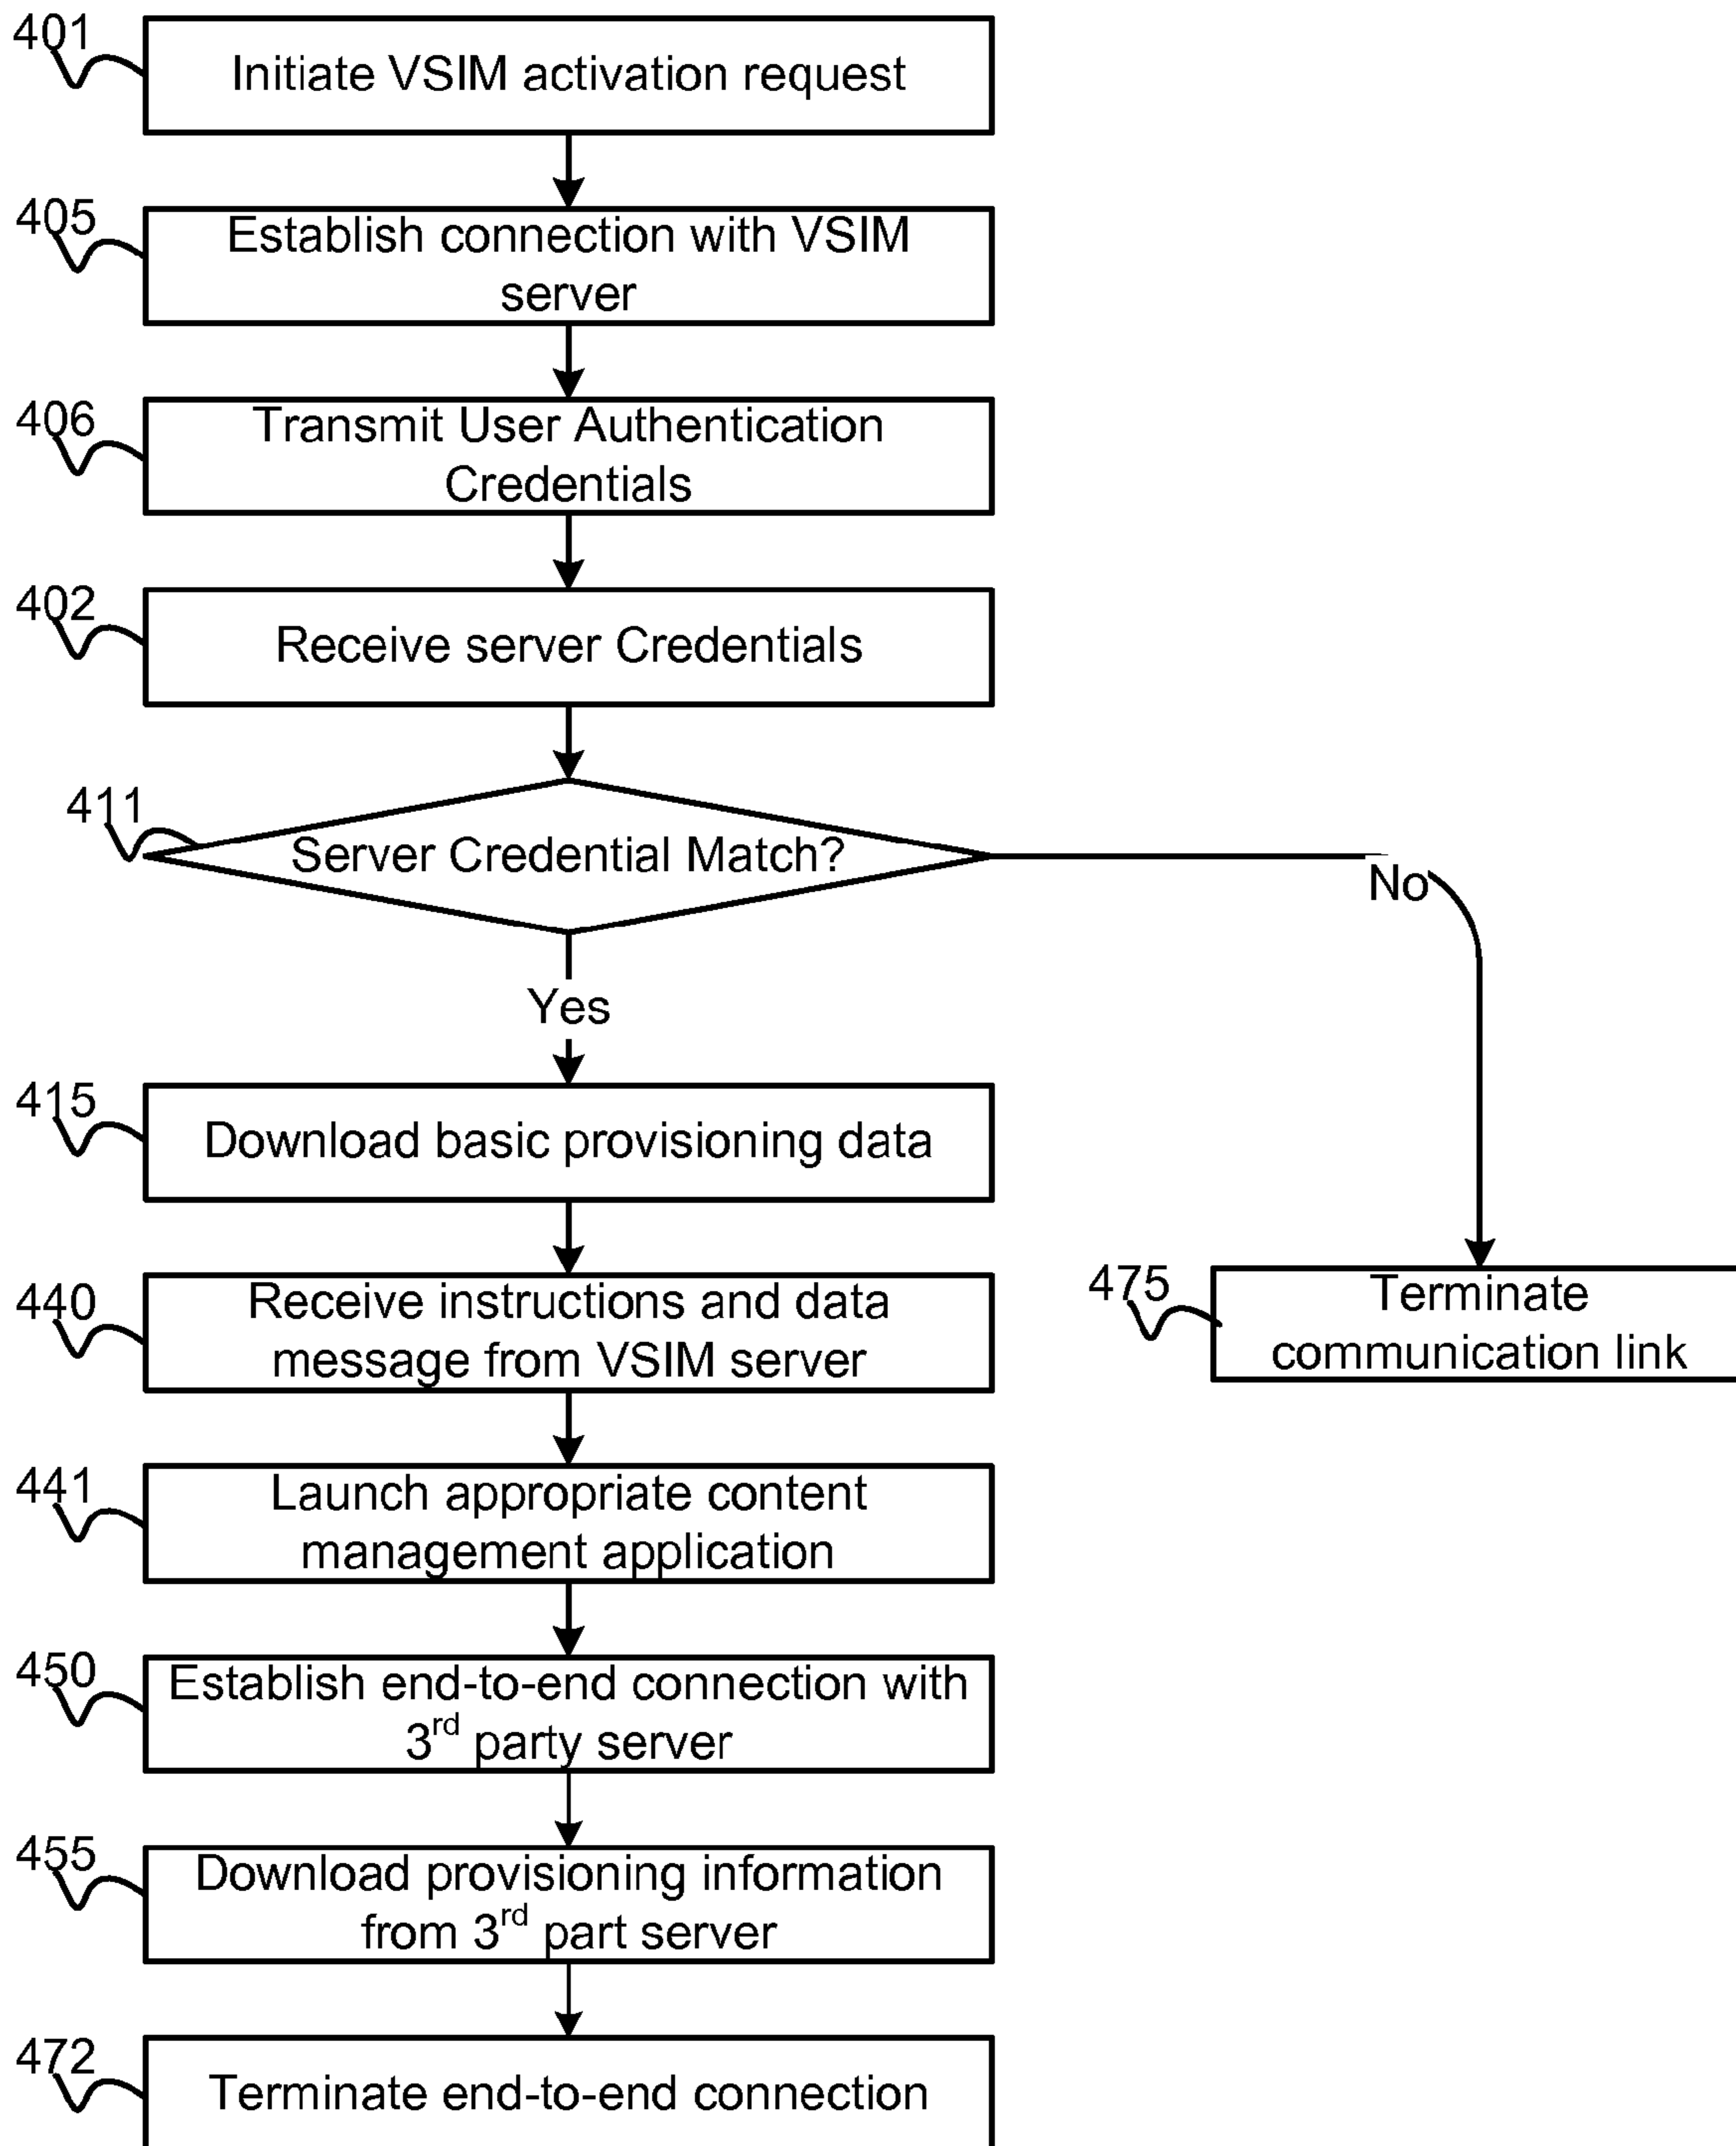 401
Initiate VSIM activation request
405
Establish connection with VSIM
server
406
Transmit User Authentication
Credentials
402
Receive server Credentials
411
Server Credential Match?
No
Yes
415
Download basic provisioning data
440
Receive instructions and data
message from VSIM server
475
Terminate
communication link
441
Launch appropriate content
management application
450
Establish end-to-end connection with
3rd party server
455
Download provisioning information
from 3rd part server
472
Terminate end-to-end connection